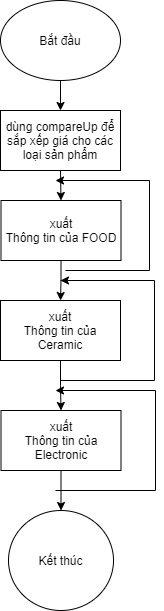 Bắt đầu
dùng compareUp để
sắp xếp giá cho các
loại sản phẩm
xuất
Thông tin của FOOD
xuất
Thông tin của
Ceramic
xuất
Thông tin của
Electronic
Kết thúc